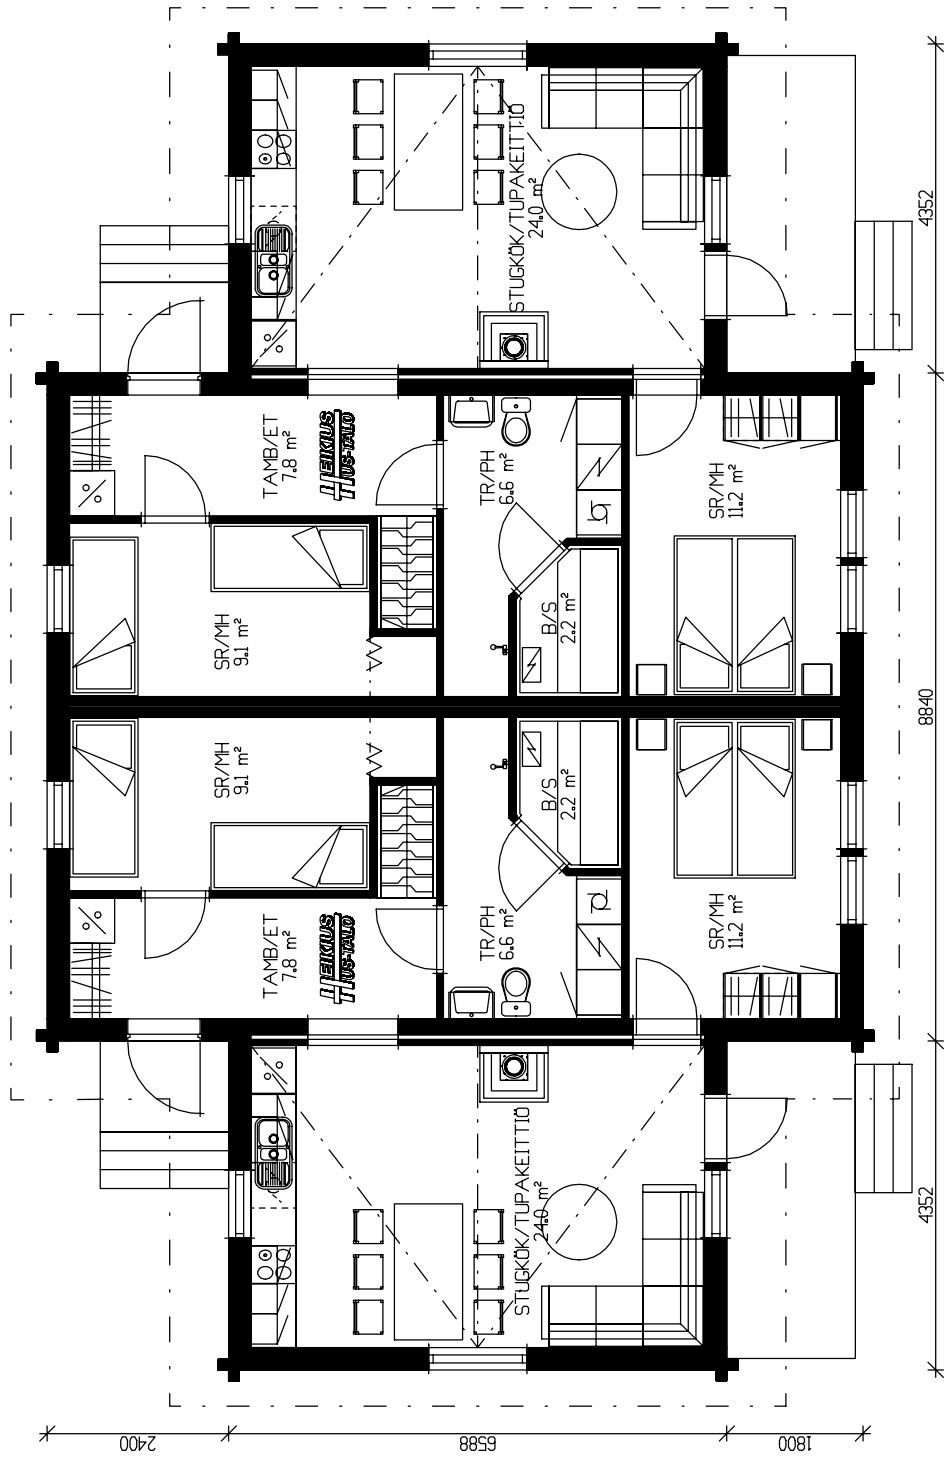 STUGKÖK/TUPAKEITTIÖ
24.0 m²
4352
TAMB/ET
7.8 m²
HEIKIUS
HUS-TALO
TR/PH
6.6 m²
SR/MH
11.2 m²
SR/MH
9.1 m²
B/S
2.2 m²
8840
SR/MH
9.1 m²
B/S
2.2 m²
TAMB/ET
7.8 m²
HEIKIUS
HUS-TALO
TR/PH
6.6 m²
SR/MH
11.2 m²
STUGKÖK/TUPAKEITTIÖ
24.0 m²
4352
2400
6588
1800